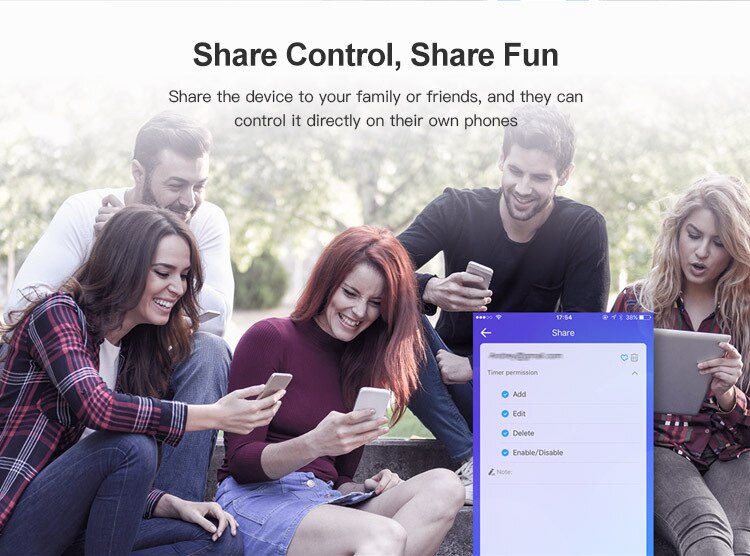 Share Control, Share Fun
Share the device to your family or friends, and they can
control it directly on their own phones
17:54 38%
Share
Timer permission
Add
Edit
Delete
Enable/Disable
Note: